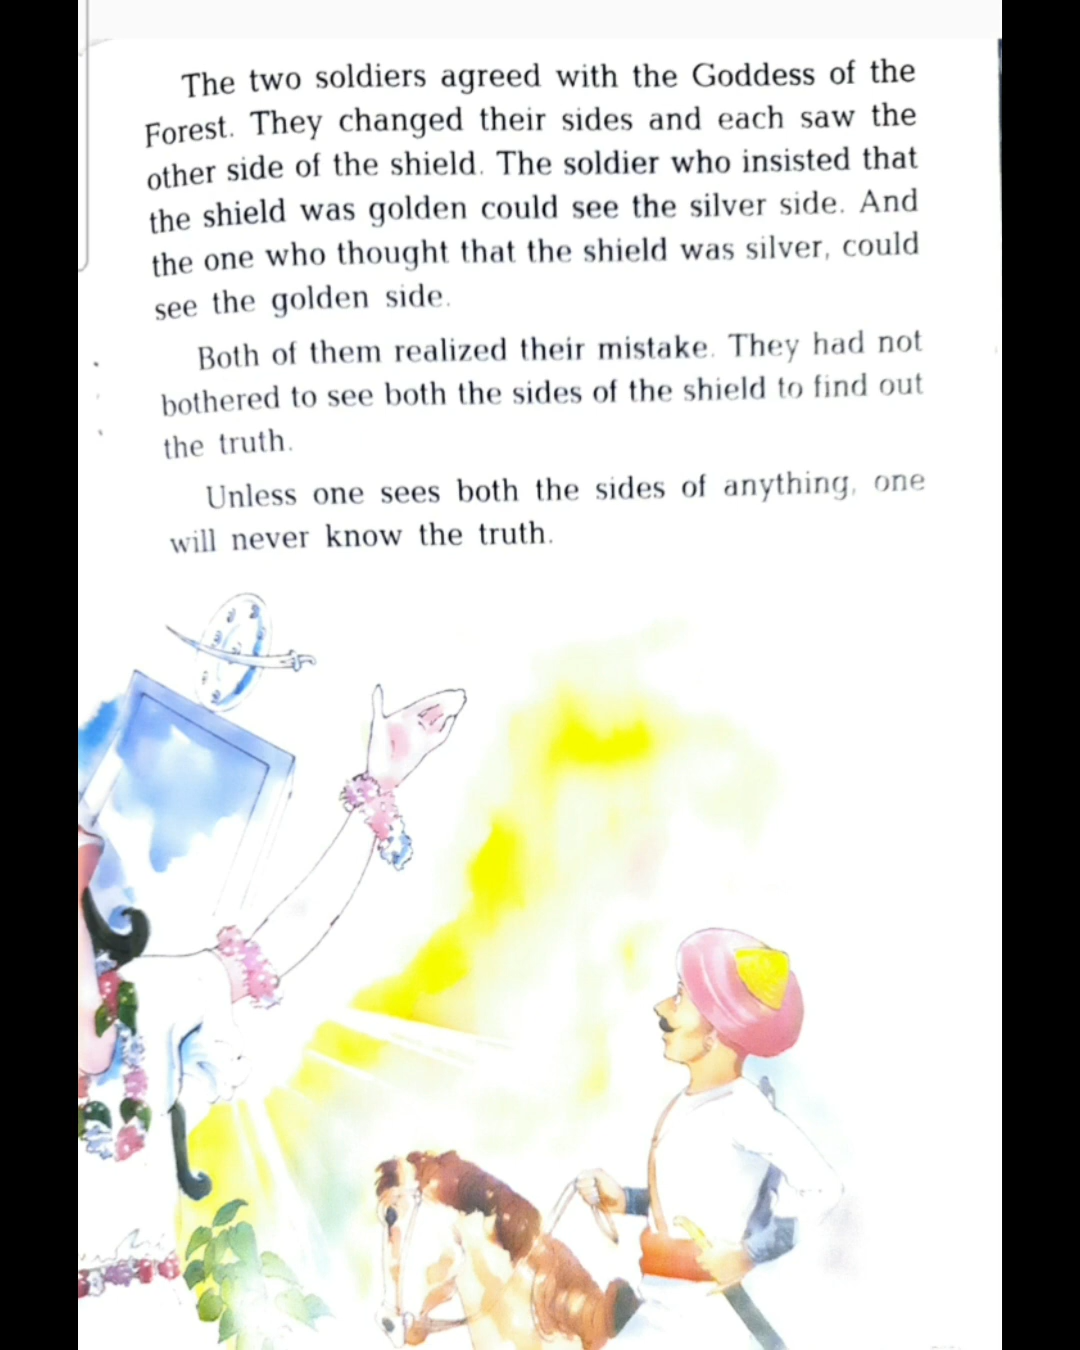 The two soldiers agreed with the Goddess of the
Forest. They changed their sides and each saw the
other side of the shield. The soldier who insisted that
the shield was golden could see the silver side. And
the one who thought that the shield was silver, could
see the golden side.
Both of them realized their mistake. They had not
bothered to see both the sides of the shield to find out
the truth.
Unless one sees both the sides of anything, one
will never know the truth.